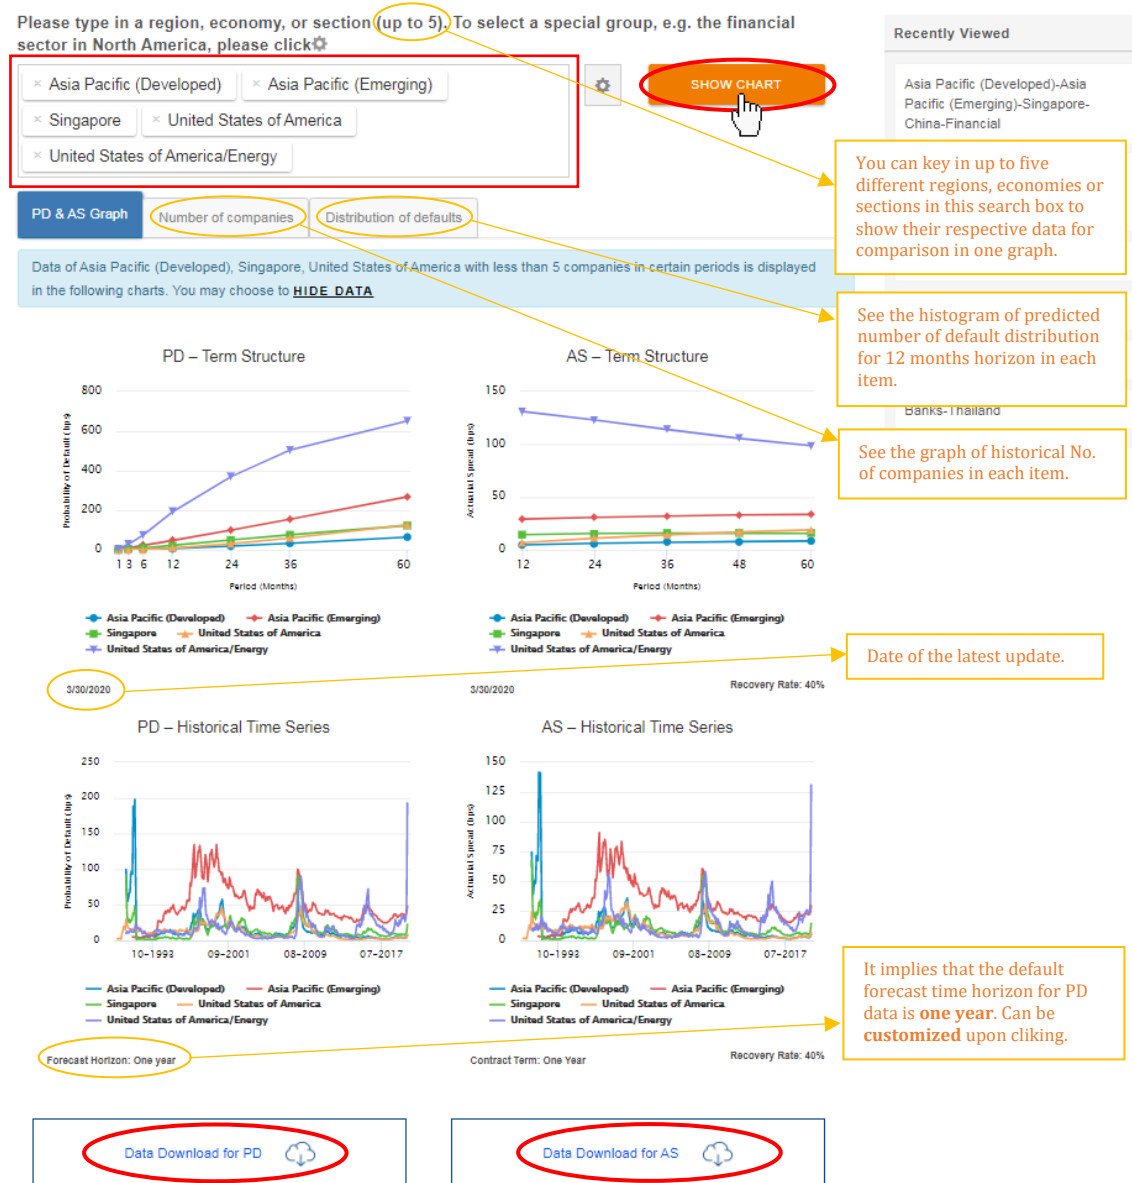 Please type in a region, economy, or section (up to 5). To select a special group, e.g. the financial
sector in North America, please click
× Asia Pacific (Developed) × Asia Pacific (Emerging)
× Singapore × United States of America
× United States of America/Energy
SHOW CHART
Recently Viewed
Asia Pacific (Developed)-Asia
Pacific (Emerging)-Singapore-
China-Financial
You can key in up to five
different regions, economies or
sections in this search box to
show their respective data for
comparison in one graph.
PD & AS Graph Number of companies Distribution of defaults
Data of Asia Pacific (Developed), Singapore, United States of America with less than 5 companies in certain periods is displayed
in the following charts. You may choose to HIDE DATA
See the histogram of predicted
number of default distribution
for 12 months horizon in each
item.
Banks-Thailand
See the graph of historical No.
of companies in each item.
PD – Term Structure
800
600
400
200
0
Probability of Default (bps)
1 3 6 12 24 36 60
Period (Months)
Asia Pacific (Developed) Asia Pacific (Emerging)
Singapore United States of America
United States of America/Energy
3/30/2020
AS – Term Structure
150
100
50
0
Actuarial Spread (bps)
12 24 36 48 60
Period (Months)
Asia Pacific (Developed) Asia Pacific (Emerging)
Singapore United States of America
United States of America/Energy
3/30/2020 Recovery Rate: 40%
Date of the latest update.
PD – Historical Time Series
250
200
150
100
50
0
Probability of Default (bps)
10-1993 09-2001 08-2009 07-2017
Asia Pacific (Developed) Asia Pacific (Emerging)
Singapore United States of America
United States of America/Energy
Forecast Horizon: One year
AS – Historical Time Series
150
125
100
75
50
25
0
Actuarial Spread (bps)
10-1993 09-2001 08-2009 07-2017
Asia Pacific (Developed) Asia Pacific (Emerging)
Singapore United States of America
United States of America/Energy
Contract Term: One Year Recovery Rate: 40%
It implies that the default
forecast time horizon for PD
data is one year. Can be
customized upon cliking.
Data Download for PD
Data Download for AS